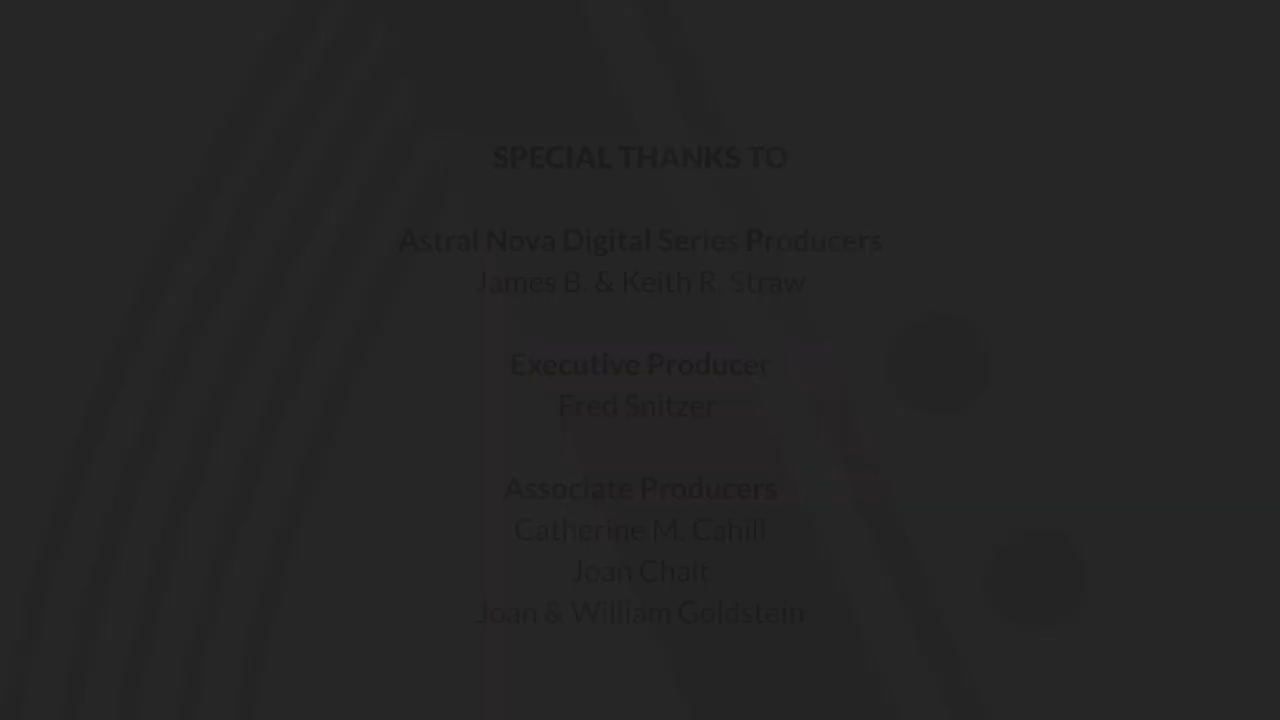 SPECIAL THANKS TO
Astral Nova Digital Series Producers
James B. & Keith R. Straw
Executive Producer
Fred Snitzer
Associate Producers
Catherine M. Cahill
Joan Chait
Joan & William Goldstein